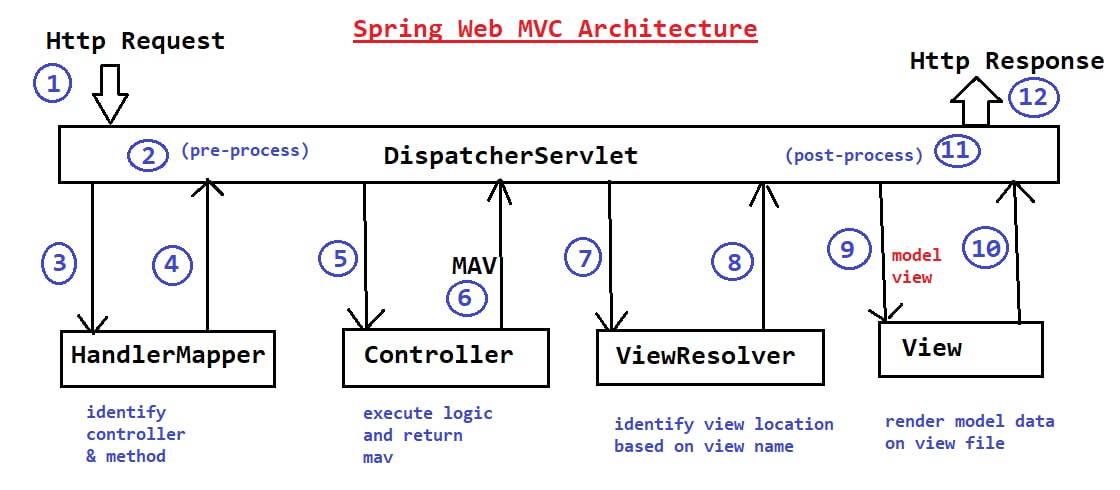 Spring Web MVC Architecture
Http Request
Http Response
1
12
2
(pre-process)
DispatcherServlet
(post-process)
11
3
4
5
MAV
6
7
8
9
model
view
10
HandlerMapper
Controller
ViewResolver
View
identify
controller
& method
execute logic
and return
mav
identify view location
based on view name
render model data
on view file